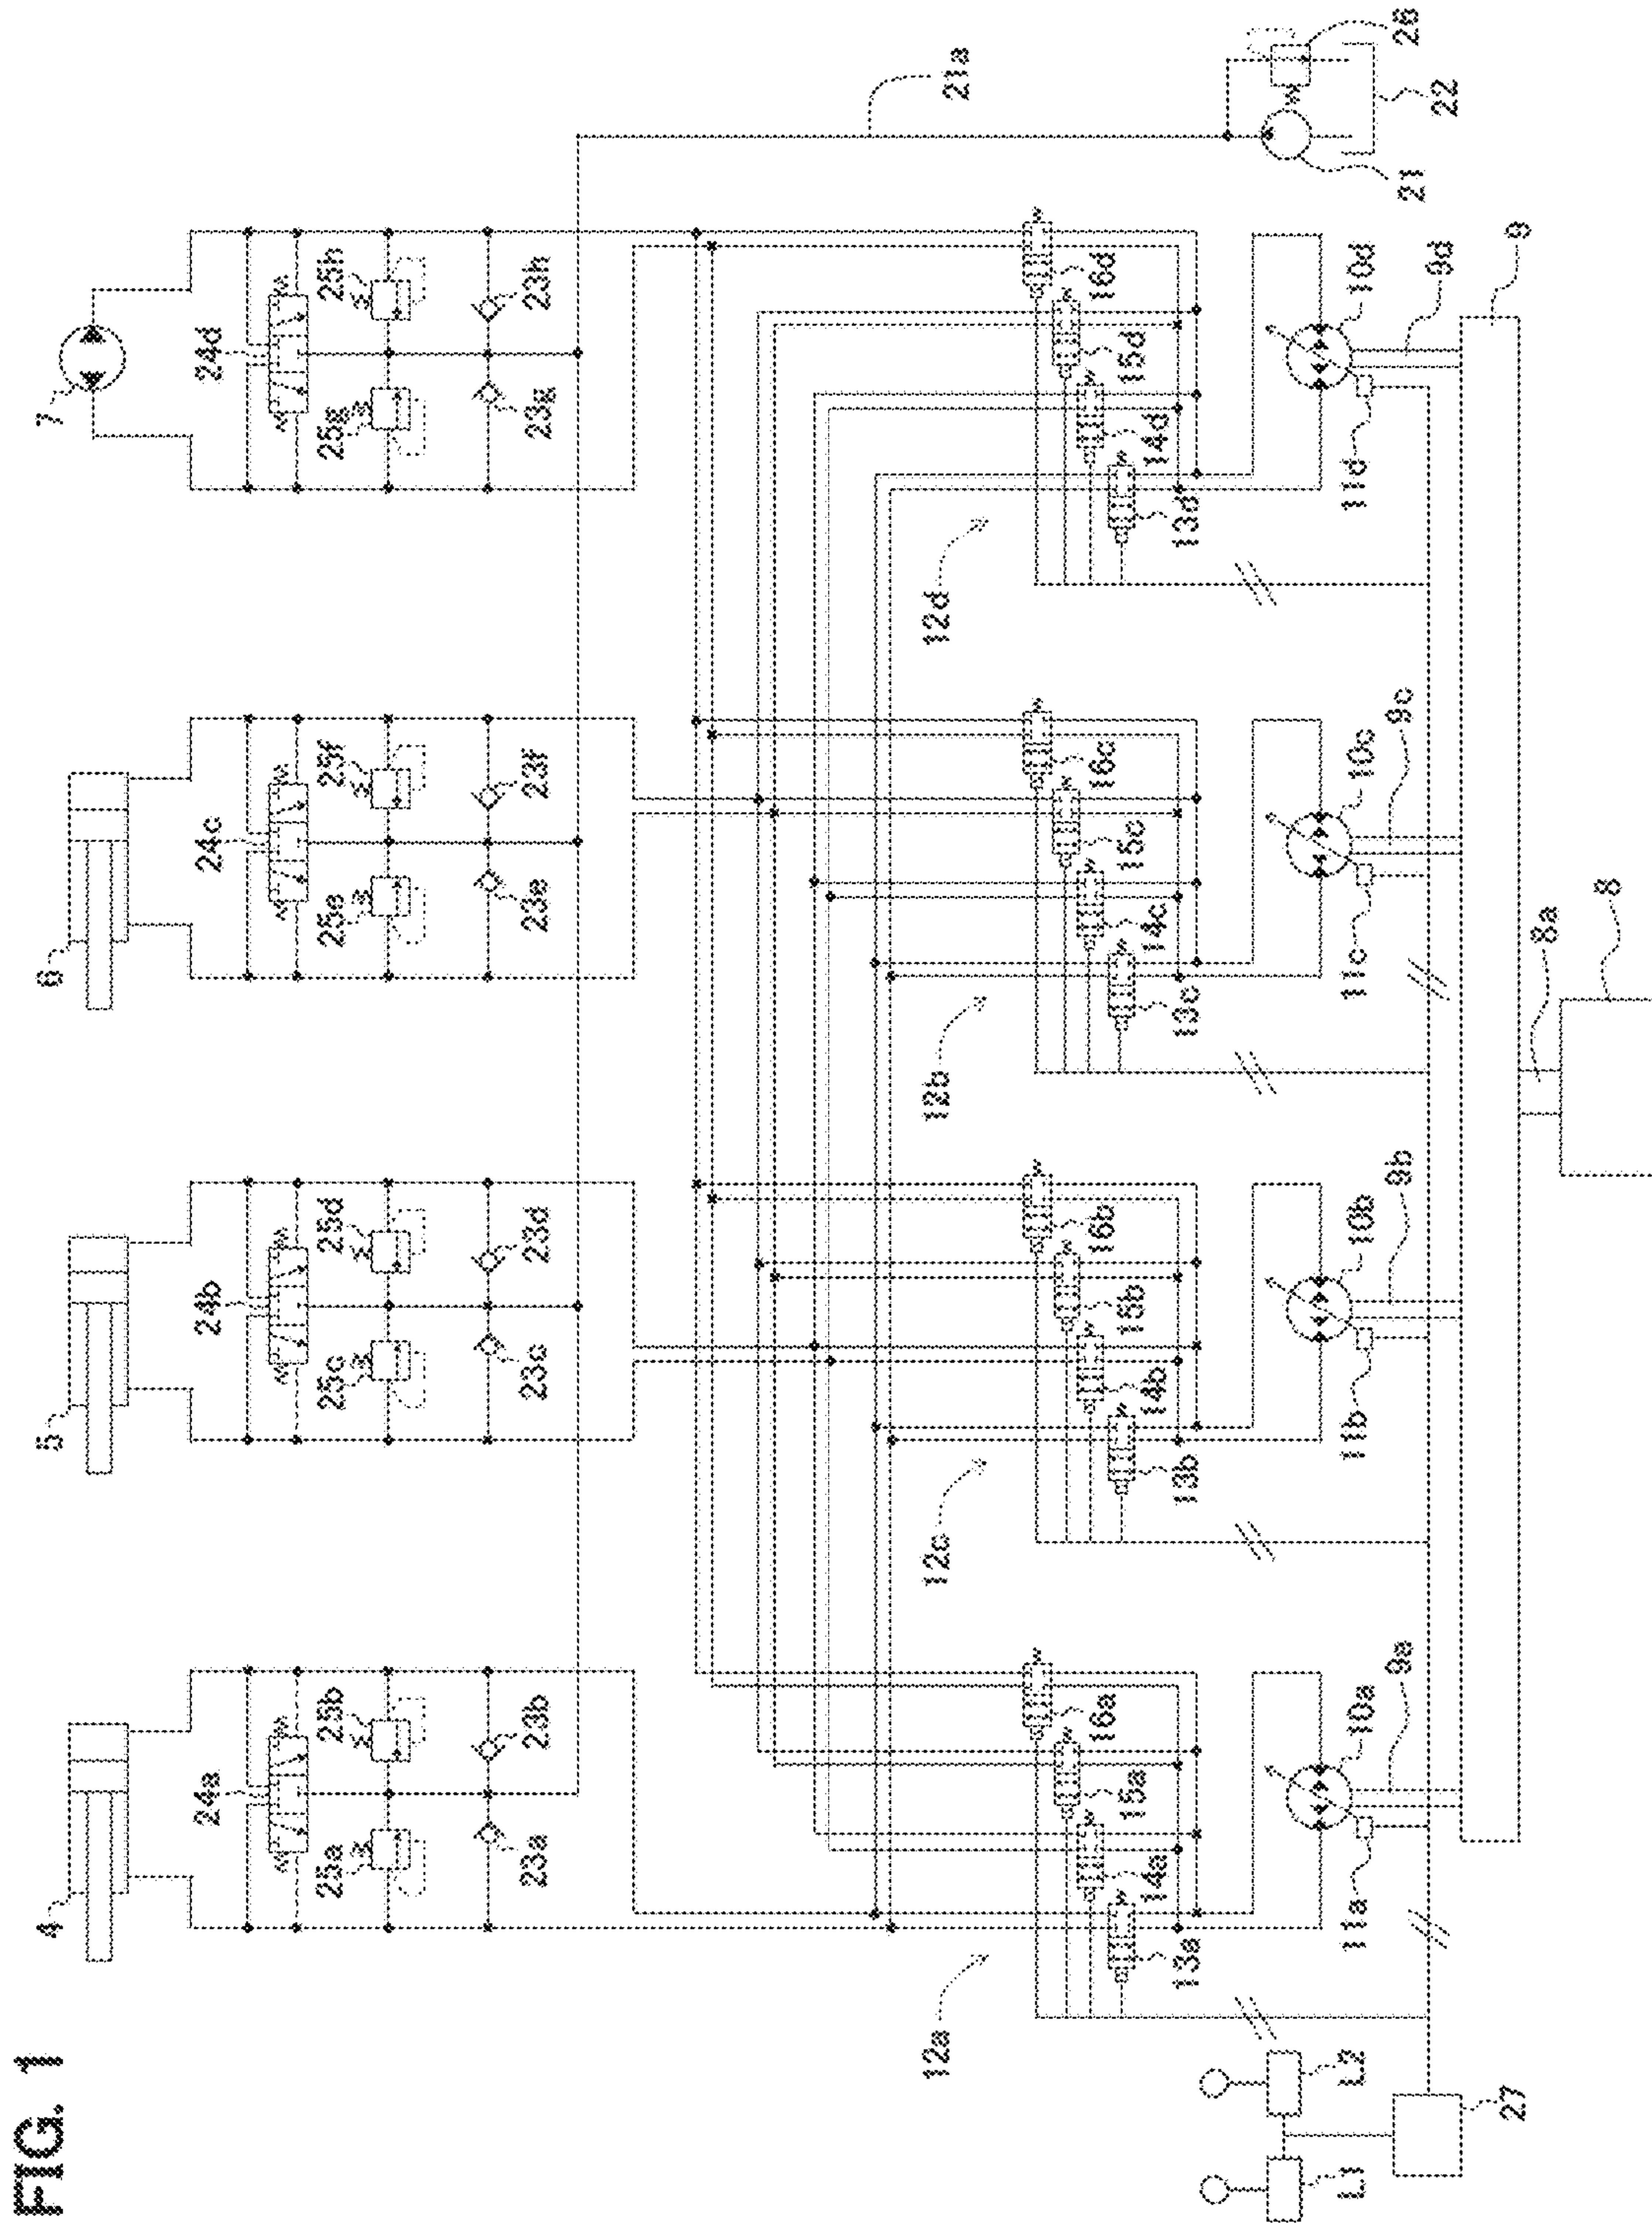 FIG. 1
4 5 6 7
24a 24b 24c 24d
25a 25b 25c 25d 25e 25f 25g 25h
23a 23b 23c 23d 23e 23f 23g 23h
12a 12c 12b 12d 21a
16a 16b 16c 16d
15a 15b 15c 15d
14a 14b 14c 14d
13a 13b 13c 13d
L1 L2 11a 10a 11b 10b 11c 10c 11d 10d
9a 9b 9c 9d 21 26
22
27 9
8a
8